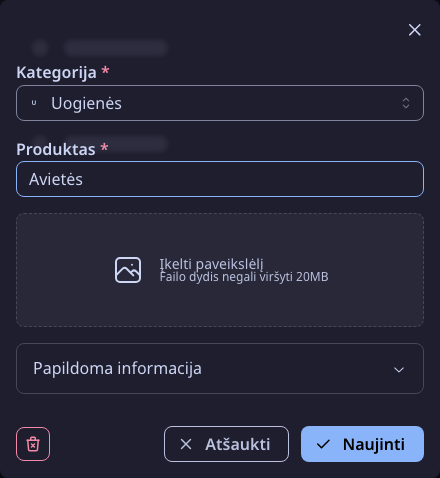 Kategorija *
U Uogienės
Produktas *
Avietės
Įkelti paveikslėlį
Failo dydis negali viršyti 20MB
Papildoma informacija
Atšaukti
Naujinti